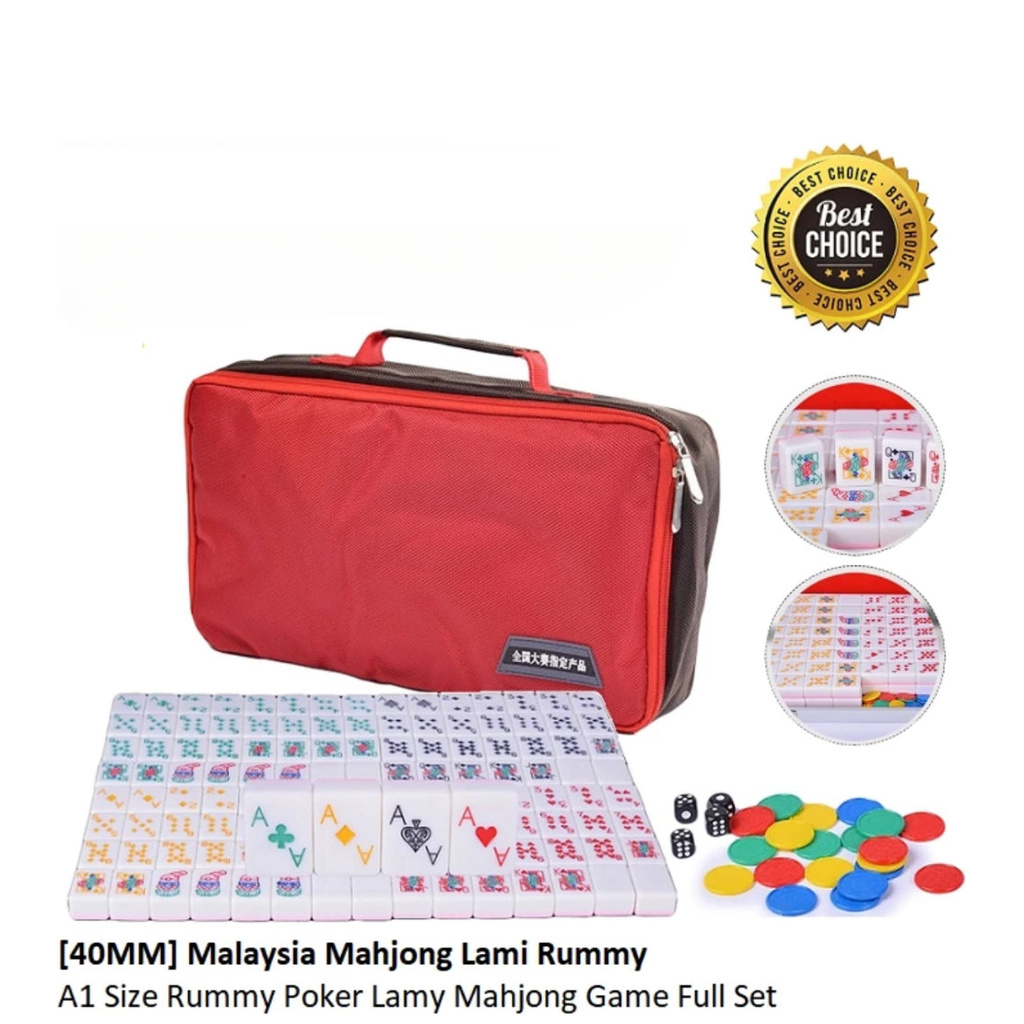 BEST CHOICE · BEST CHOICE · BEST CHOICE · BEST CHOICE ·
Best
CHOICE
全国大赛指定产品
A A A A
A A A A
[40MM] Malaysia Mahjong Lami Rummy
A1 Size Rummy Poker Lamy Mahjong Game Full Set